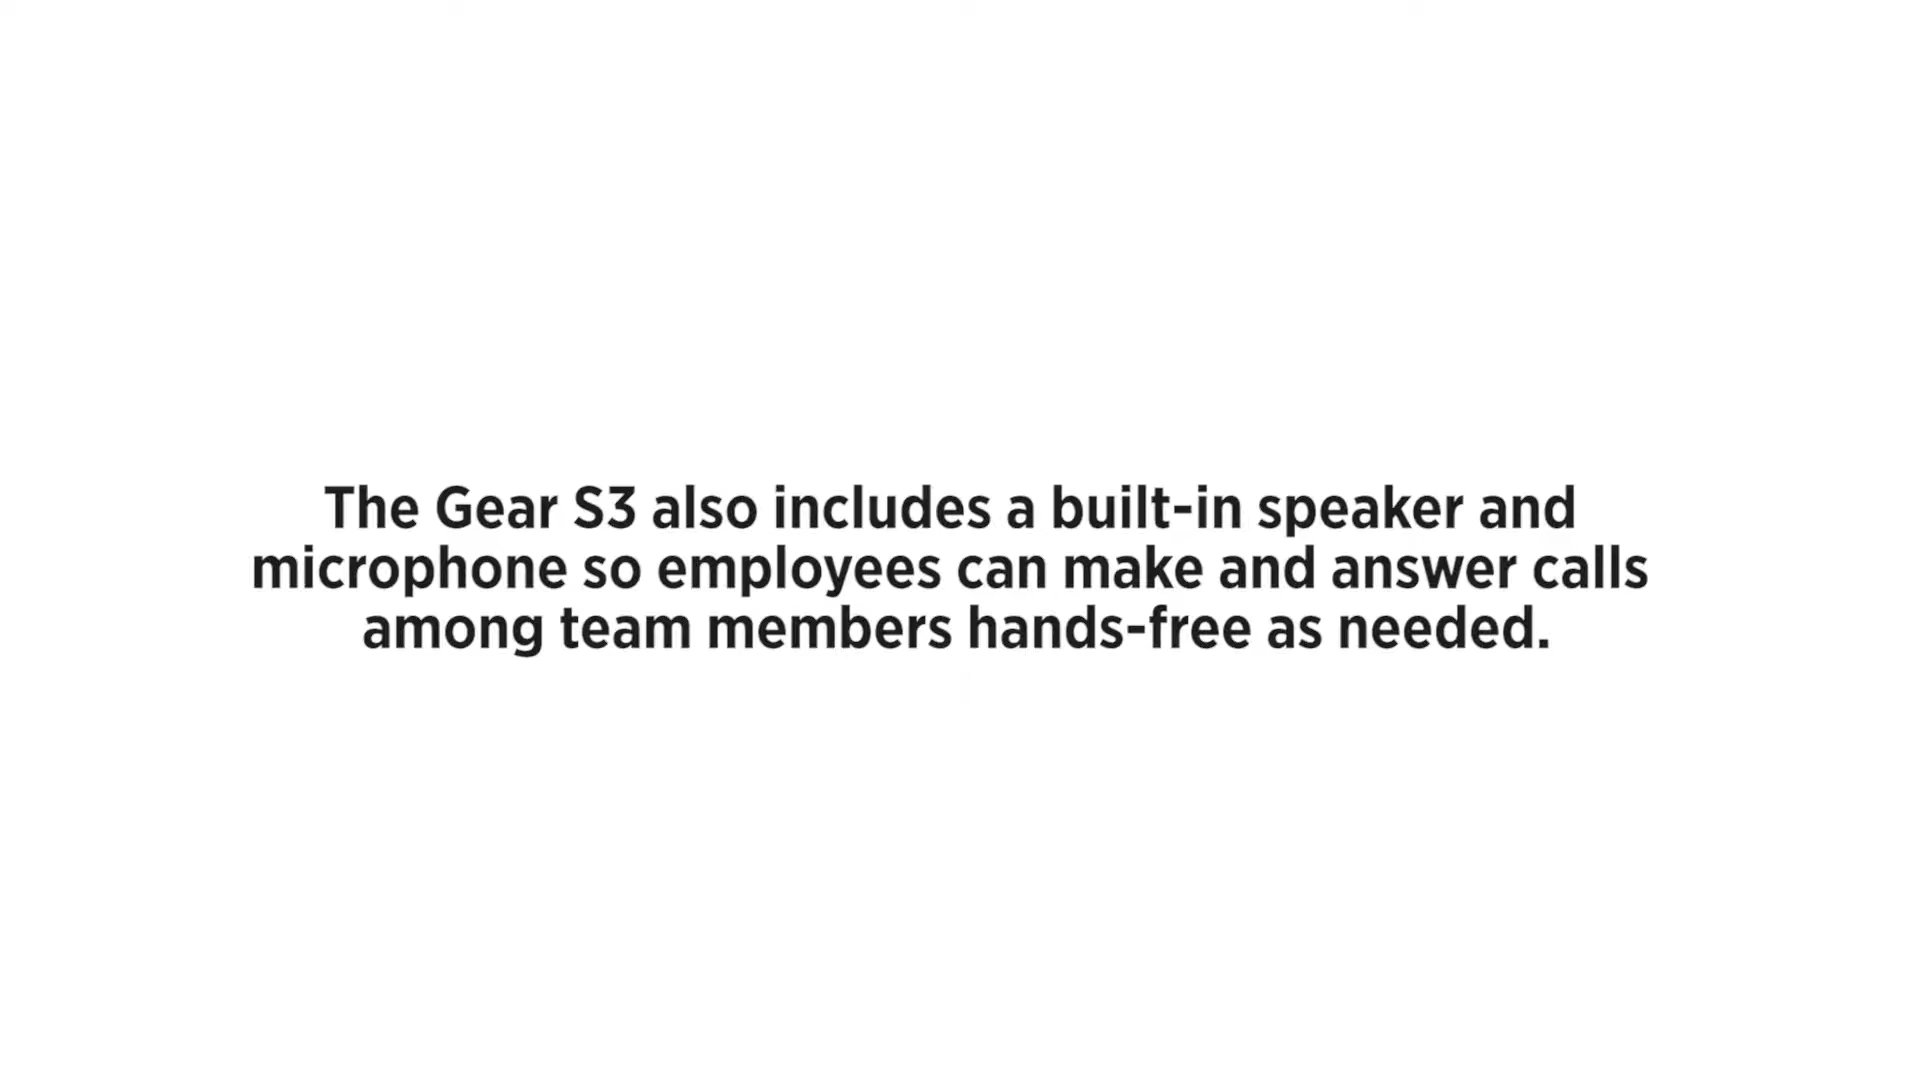 The Gear S3 also includes a built-in speaker and
microphone so employees can make and answer calls
among team members hands-free as needed.